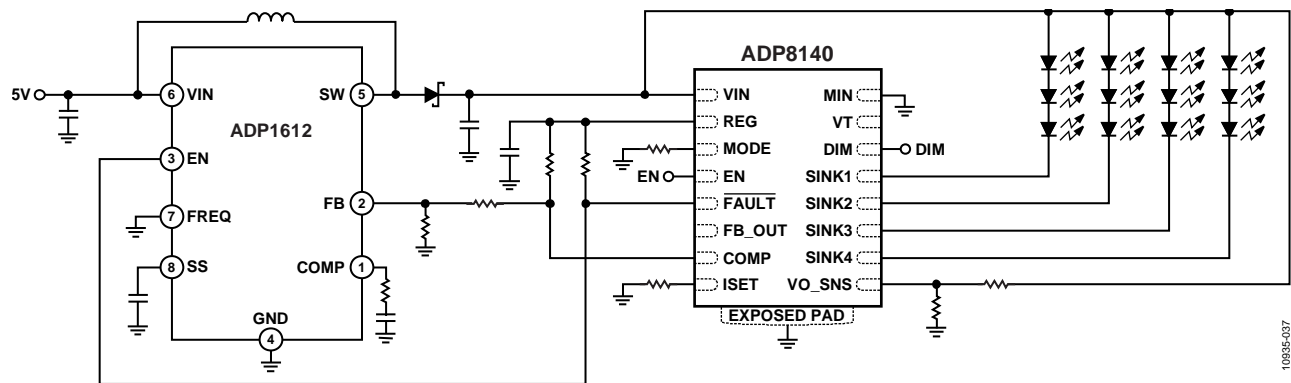 5V
6
VIN
SW
5
ADP1612
3
EN
7
FREQ
8
SS
FB
2
COMP
1
GND
4
ADP8140
VIN
REG
MODE
EN
EN
FAULT
FB_OUT
COMP
ISET
MIN
VT
DIM
DIM
SINK1
SINK2
SINK3
SINK4
VO_SNS
EXPOSED PAD
10935-037